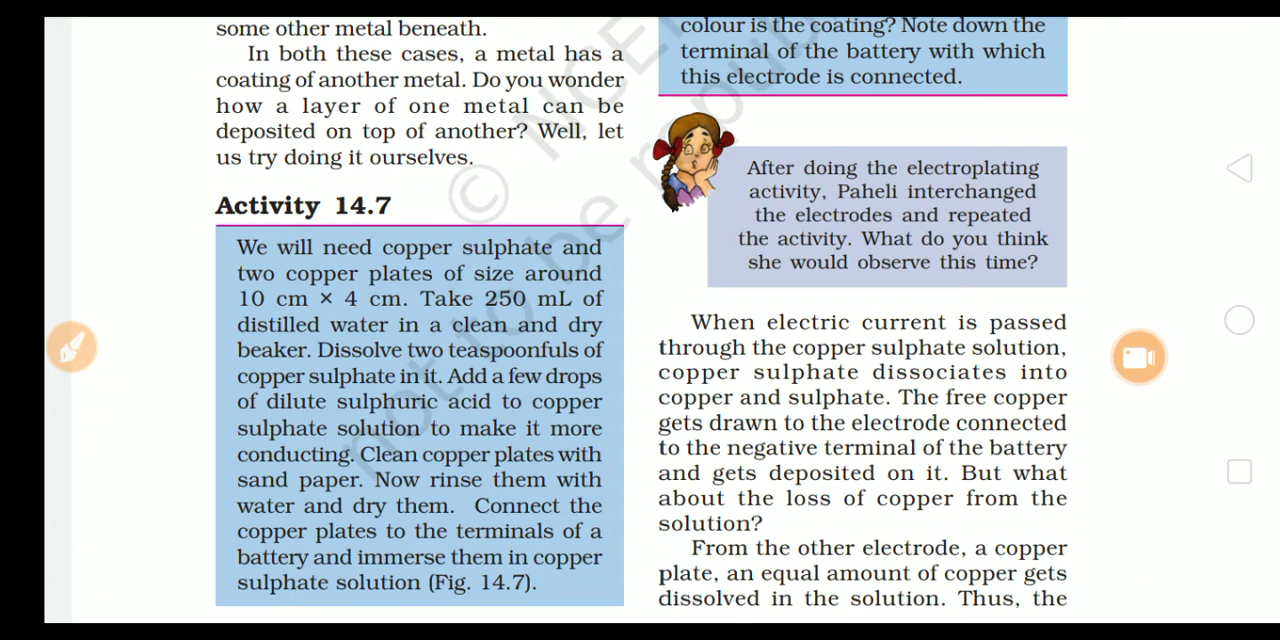 some other metal beneath.
In both these cases, a metal has a
coating of another metal. Do you wonder
how a layer of one metal can be
deposited on top of another? Well, let
us try doing it ourselves.
Activity 14.7
We will need copper sulphate and
two copper plates of size around
10 cm × 4 cm. Take 250 mL of
distilled water in a clean and dry
beaker. Dissolve two teaspoonfuls of
copper sulphate in it. Add a few drops
of dilute sulphuric acid to copper
sulphate solution to make it more
conducting. Clean copper plates with
sand paper. Now rinse them with
water and dry them. Connect the
copper plates to the terminals of a
battery and immerse them in copper
sulphate solution (Fig. 14.7).
colour is the coating? Note down the
terminal of the battery with which
this electrode is connected.
After doing the electroplating
activity, Paheli interchanged
the electrodes and repeated
the activity. What do you think
she would observe this time?
When electric current is passed
through the copper sulphate solution,
copper sulphate dissociates into
copper and sulphate. The free copper
gets drawn to the electrode connected
to the negative terminal of the battery
and gets deposited on it. But what
about the loss of copper from the
solution?
From the other electrode, a copper
plate, an equal amount of copper gets
dissolved in the solution. Thus, the